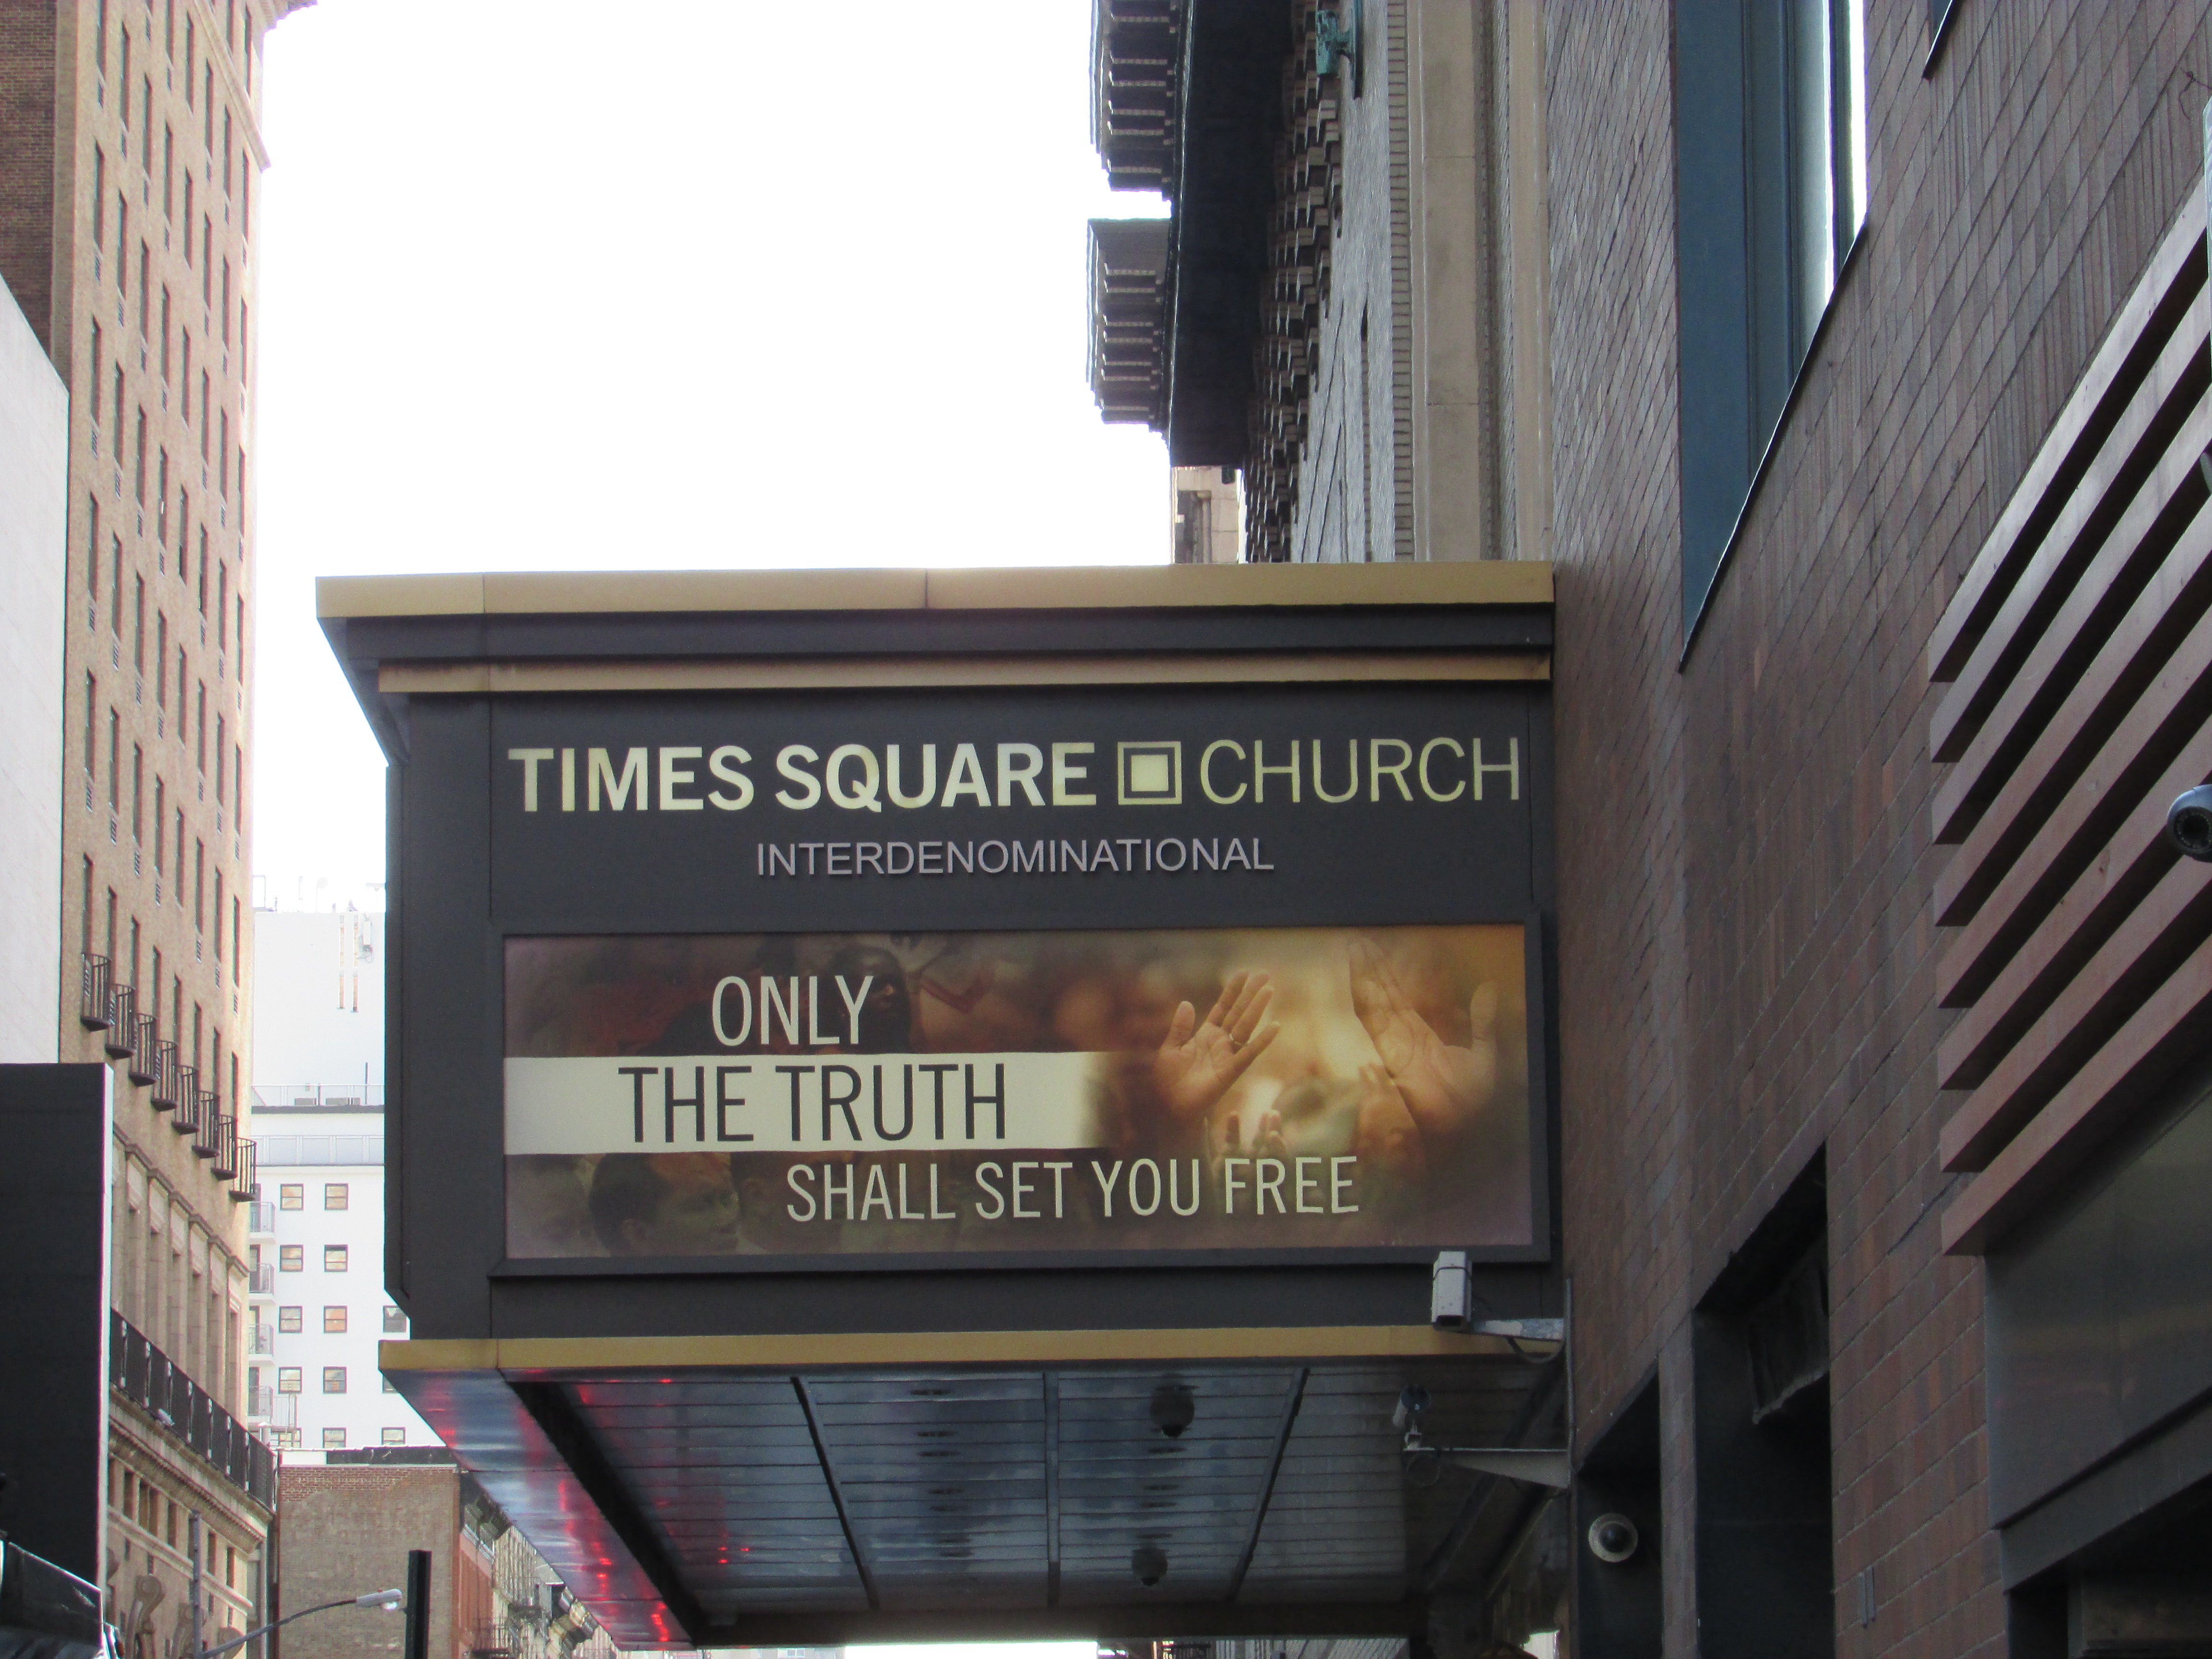 TIMES SQUARE CHURCH
INTERDENOMINATIONAL
ONLY
THE TRUTH
SHALL SET YOU FREE